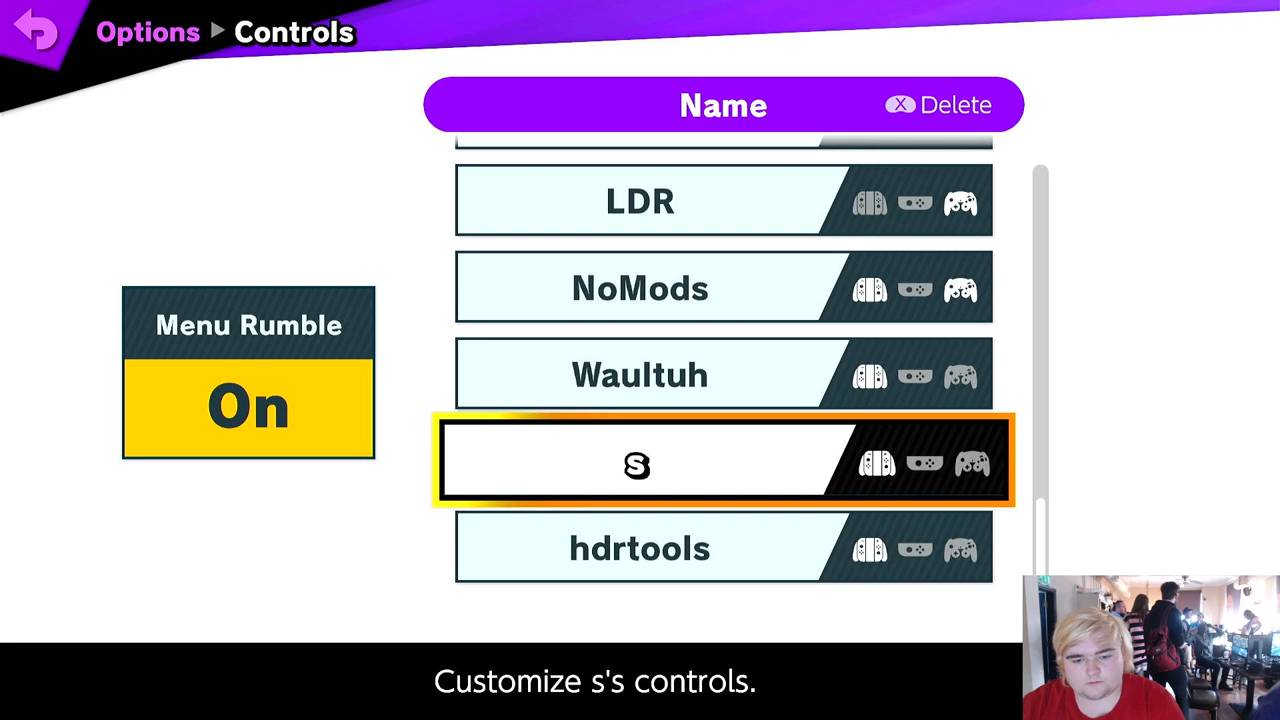 Options ▶ Controls
Name
X Delete
LDR
NoMods
Waultuh
s
hdrtools
Menu Rumble
On
Customize s's controls.